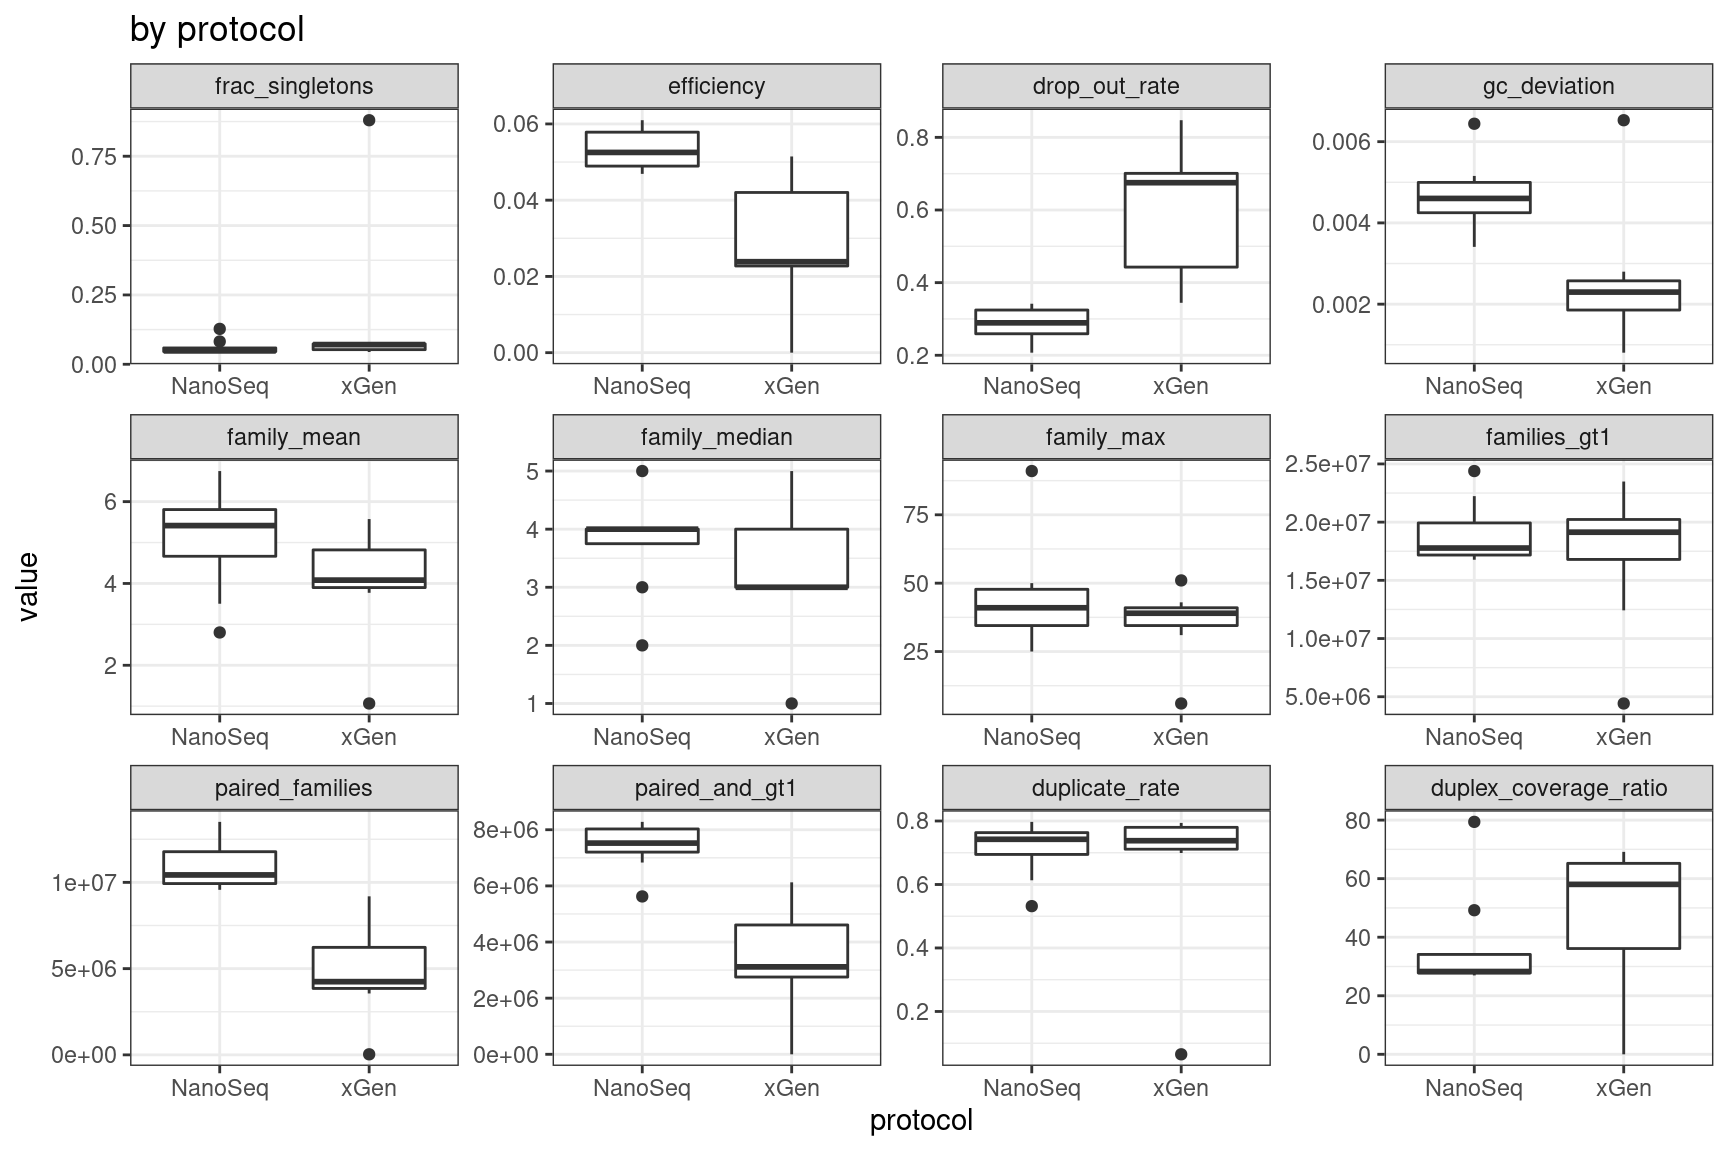 by protocol
frac_singletons efficiency drop_out_rate gc_deviation
0.75
0.50
0.25
0.00
0.06
0.04
0.02
0.00
0.8
0.6
0.4
0.2
0.006
0.004
0.002
NanoSeq xGen NanoSeq xGen NanoSeq xGen NanoSeq xGen
family_mean family_median family_max families_gt1
6
4
2
5
4
3
2
1
75
50
25
2.5e+07
2.0e+07
1.5e+07
1.0e+07
5.0e+06
NanoSeq xGen NanoSeq xGen NanoSeq xGen NanoSeq xGen
paired_families paired_and_gt1 duplicate_rate duplex_coverage_ratio
1e+07
5e+06
0e+00
8e+06
6e+06
4e+06
2e+06
0e+00
0.8
0.6
0.4
0.2
80
60
40
20
0
NanoSeq xGen NanoSeq xGen NanoSeq xGen NanoSeq xGen
value
protocol